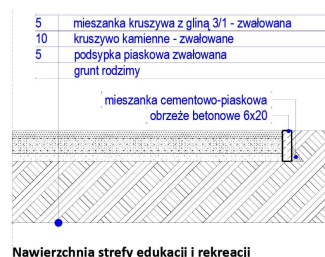 5 mieszanka kruszywa z gliną 3/1 - zwałowana
10 kruszywo kamienne - zwałowane
5 podsypka piaskowa zwałowana
grunt rodzimy
mieszanka cementowo-piaskowa
obrzeże betonowe 6x20
Nawierzchnia strefy edukacji i rekreacji